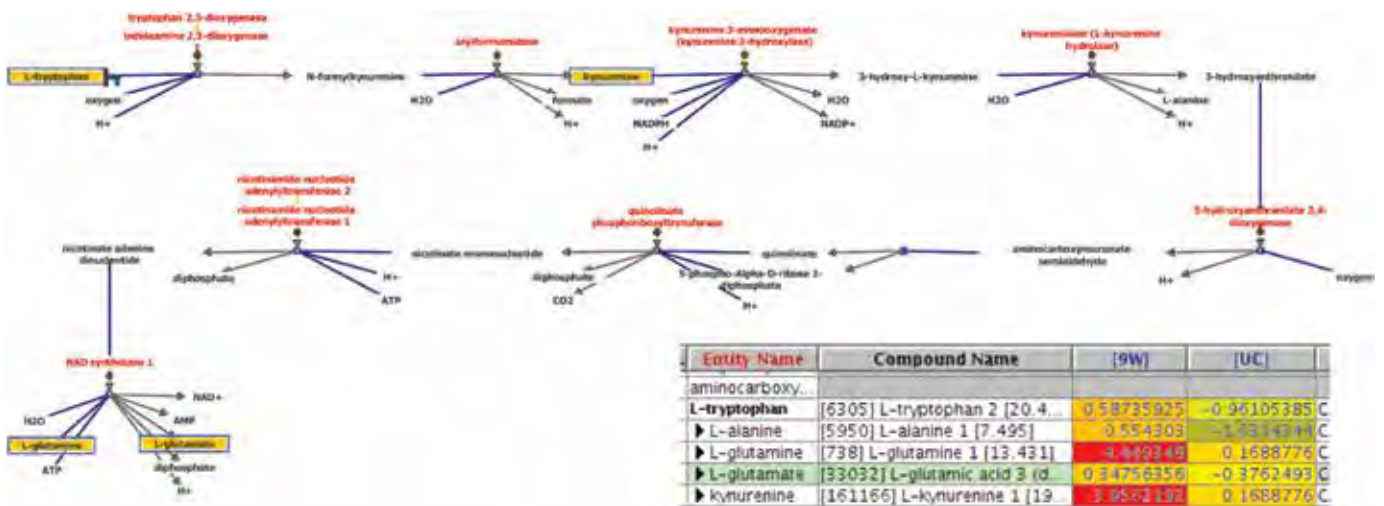 tryptophan 2,3-dioxygenase
indoleamine 2,3-dioxygenase
arylformamidase
kynurenine 3-monooxygenase
(kynurenine 3-hydroxylase)
kynureninase (L-kynurenine
hydrolase)
L-tryptophan
N-formylkynurenine
kynurenine
3-hydroxy-L-kynurenine
3-hydroxyanthranilate
oxygen
H+
H2O
formate
H+
oxygen
NADPH
H+
H2O
NADP+
H2O
L-alanine
H+
nicotinamide nucleotide
adenylyltransferase 2
nicotinamide nucleotide
adenylyltransferase 1
quinolinate
phosphoribosyltransferase
3-hydroxyanthranilate 3,4-
dioxygenase
nicotinate adenine
dinucleotide
nicotinate mononucleotide
quinolinate
aminocarboxymuconate
semialdehyde
diphosphate
H+
ATP
diphosphate
CO2
5-phospho-Alpha-D-ribose 1-
diphosphate
H+
H+
oxygen
NAD synthetase 1
H2O
NAD+
AMP
L-glutamine
L-glutamate
ATP
diphosphate
H+
Entity Name Compound Name [9W] [UC]
aminocarboxy...
L-tryptophan [6305] L-tryptophan 2 [20.4... 0.58735925 -0.96105385 C
L-alanine [5950] L-alanine 1 [7.495] 0.554303 C
L-glutamine [738] L-glutamine 1 [13.431] 0.1688776 C
L-glutamate [33032] L-glutamic acid 3 (d... 0.34756356 -0.3762493 C
kynurenine [161166] L-kynurenine 1 [19... 0.1688776 C